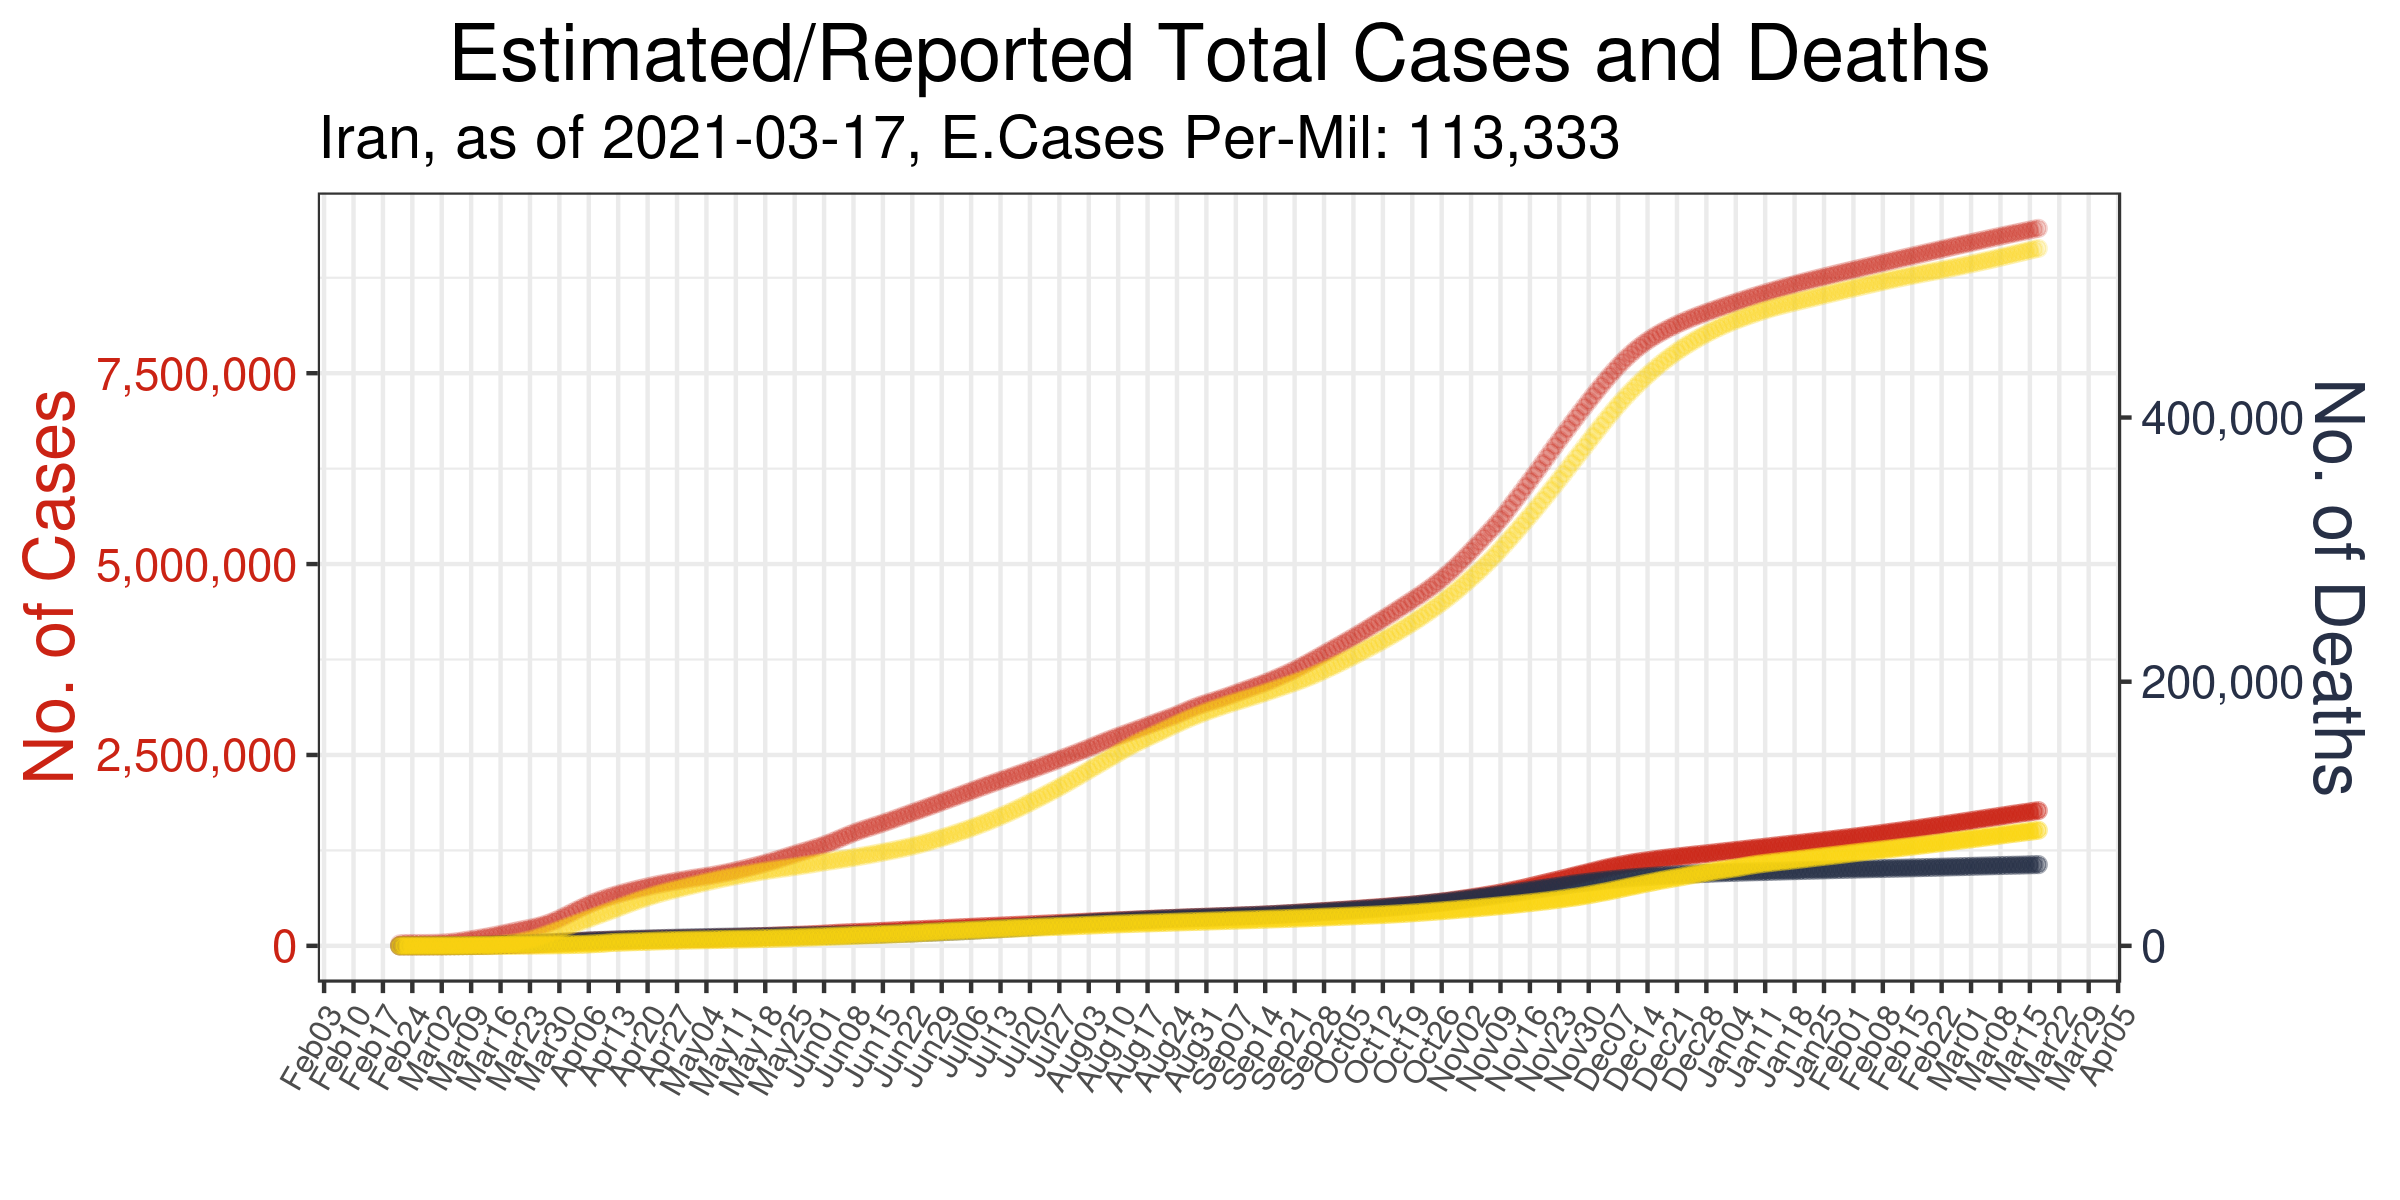 Estimated/Reported Total Cases and Deaths
Iran, as of 2021-03-17, E.Cases Per-Mil: 113,333
No. of Cases
7,500,000
5,000,000
2,500,000
0
400,000
200,000
0
No. of Deaths
Feb03
Feb10
Feb17
Feb24
Mar02
Mar09
Mar16
Mar23
Mar30
Apr06
Apr13
Apr20
Apr27
May04
May11
May18
May25
Jun01
Jun08
Jun15
Jun22
Jun29
Jul06
Jul13
Jul20
Jul27
Aug03
Aug10
Aug17
Aug24
Aug31
Sep07
Sep14
Sep21
Sep28
Oct05
Oct12
Oct19
Oct26
Nov02
Nov09
Nov16
Nov23
Nov30
Dec07
Dec14
Dec21
Dec28
Jan04
Jan11
Jan18
Jan25
Feb01
Feb08
Feb15
Feb22
Mar01
Mar08
Mar15
Mar22
Mar29
Apr05